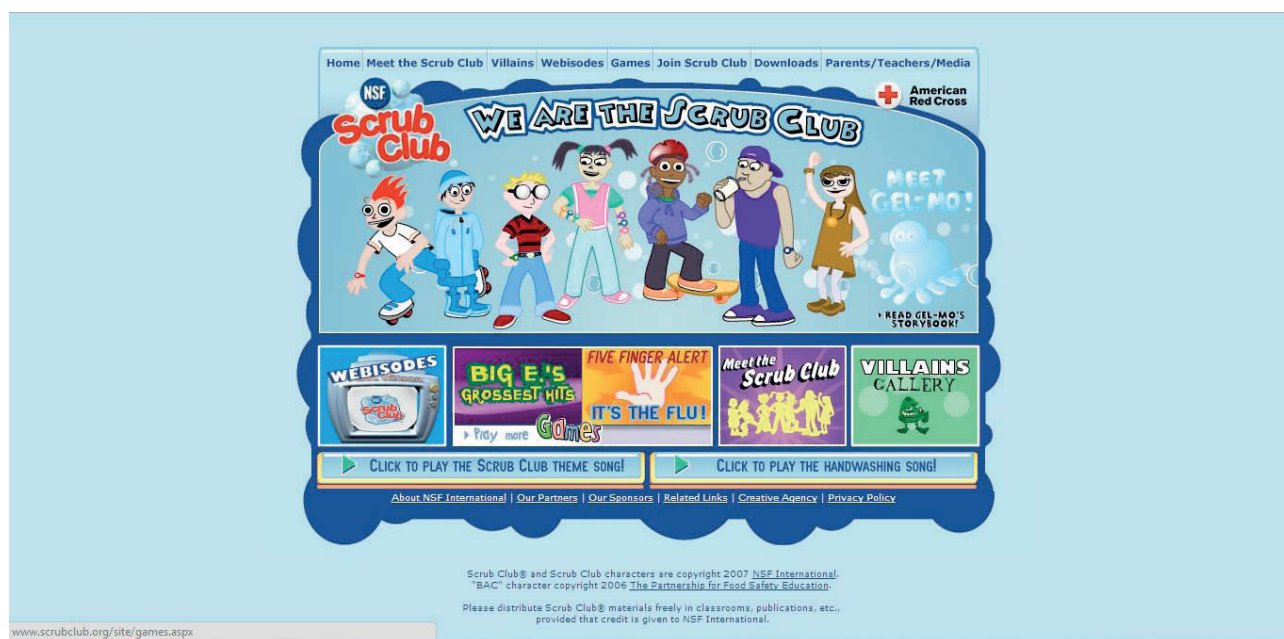 Home Meet the Scrub Club Villains Webisodes Games Join Scrub Club Downloads Parents/Teachers/Media
NSF
Scrub
Club
WE ARE THE SCRUB CLUB
American
Red Cross
MEET
GEL-MO!
READ GEL-MO'S
STORYBOOK!
WEBISODES
NSF
Scrub
Club
BIG E.'S
GROSSEST HITS
Play more Games
FIVE FINGER ALERT
IT'S THE FLU!
Meet the
Scrub Club
VILLAINS
GALLERY
CLICK TO PLAY THE SCRUB CLUB THEME SONG!
CLICK TO PLAY THE HANDWASHING SONG!
About NSF International | Our Partners | Our Sponsors | Related Links | Creative Agency | Privacy Policy
Scrub Club® and Scrub Club characters are copyright 2007 NSF International.
"BAC" character copyright 2006 The Partnership for Food Safety Education.
Please distribute Scrub Club® materials freely in classrooms, publications, etc.,
provided that credit is given to NSF International.
www.scrubclub.org/site/games.aspx